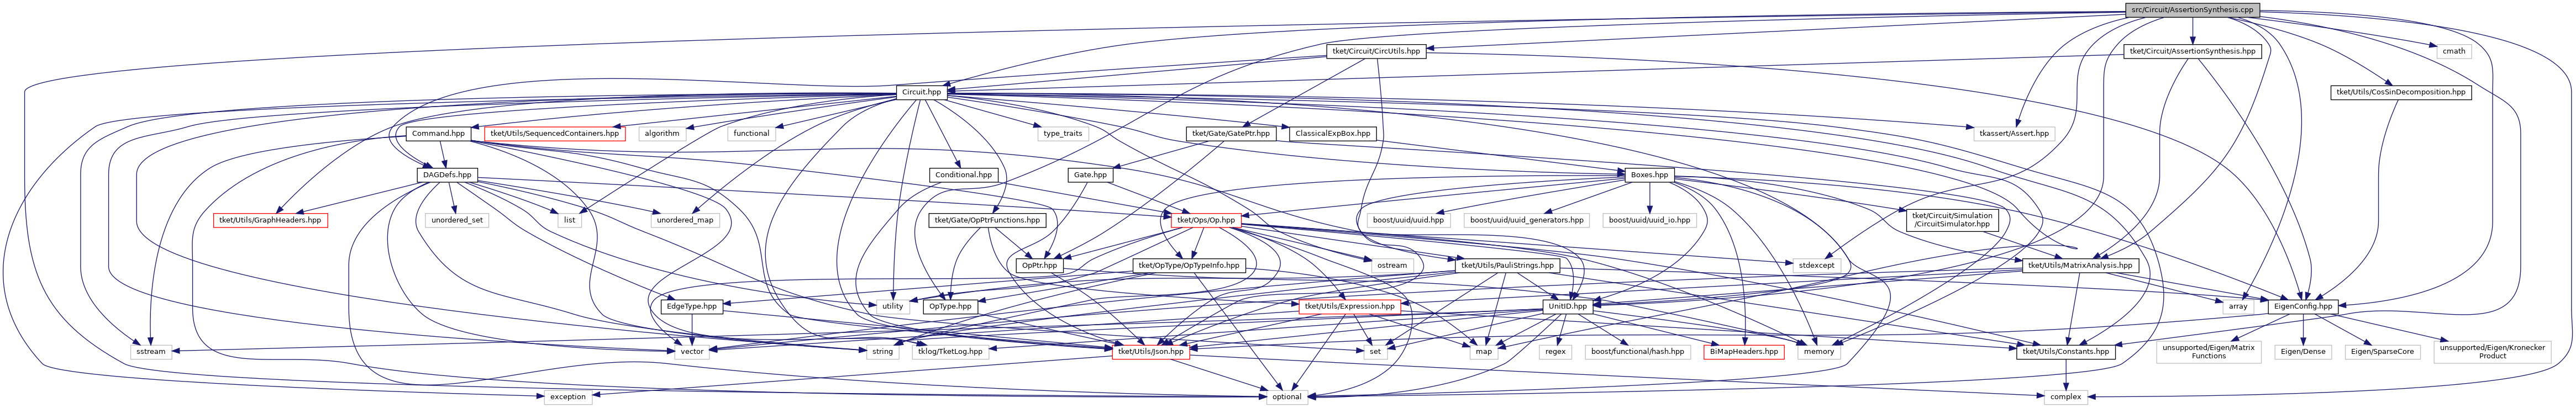 src/Circuit/AssertionSynthesis.cpp
tket/Circuit/CircUtils.hpp
tket/Circuit/AssertionSynthesis.hpp
cmath
Circuit.hpp
tket/Utils/CosSinDecomposition.hpp
Command.hpp
tket/Utils/SequencedContainers.hpp
algorithm
functional
type_traits
tket/Gate/GatePtr.hpp
ClassicalExpBox.hpp
tkassert/Assert.hpp
DAGDefs.hpp
Conditional.hpp
Gate.hpp
Boxes.hpp
tket/Utils/GraphHeaders.hpp
unordered_set
list
unordered_map
tket/Gate/OpPtrFunctions.hpp
tket/Ops/Op.hpp
boost/uuid/uuid.hpp
boost/uuid/uuid_generators.hpp
boost/uuid/uuid_io.hpp
tket/Circuit/Simulation
/CircuitSimulator.hpp
OpPtr.hpp
tket/OpType/OpTypeInfo.hpp
ostream
tket/Utils/PauliStrings.hpp
stdexcept
tket/Utils/MatrixAnalysis.hpp
EdgeType.hpp
utility
OpType.hpp
tket/Utils/Expression.hpp
UnitID.hpp
array
EigenConfig.hpp
sstream
vector
string
tklog/TketLog.hpp
tket/Utils/Json.hpp
set
map
regex
boost/functional/hash.hpp
BiMapHeaders.hpp
memory
tket/Utils/Constants.hpp
unsupported/Eigen/Matrix
Functions
Eigen/Dense
Eigen/SparseCore
unsupported/Eigen/Kronecker
Product
exception
optional
complex